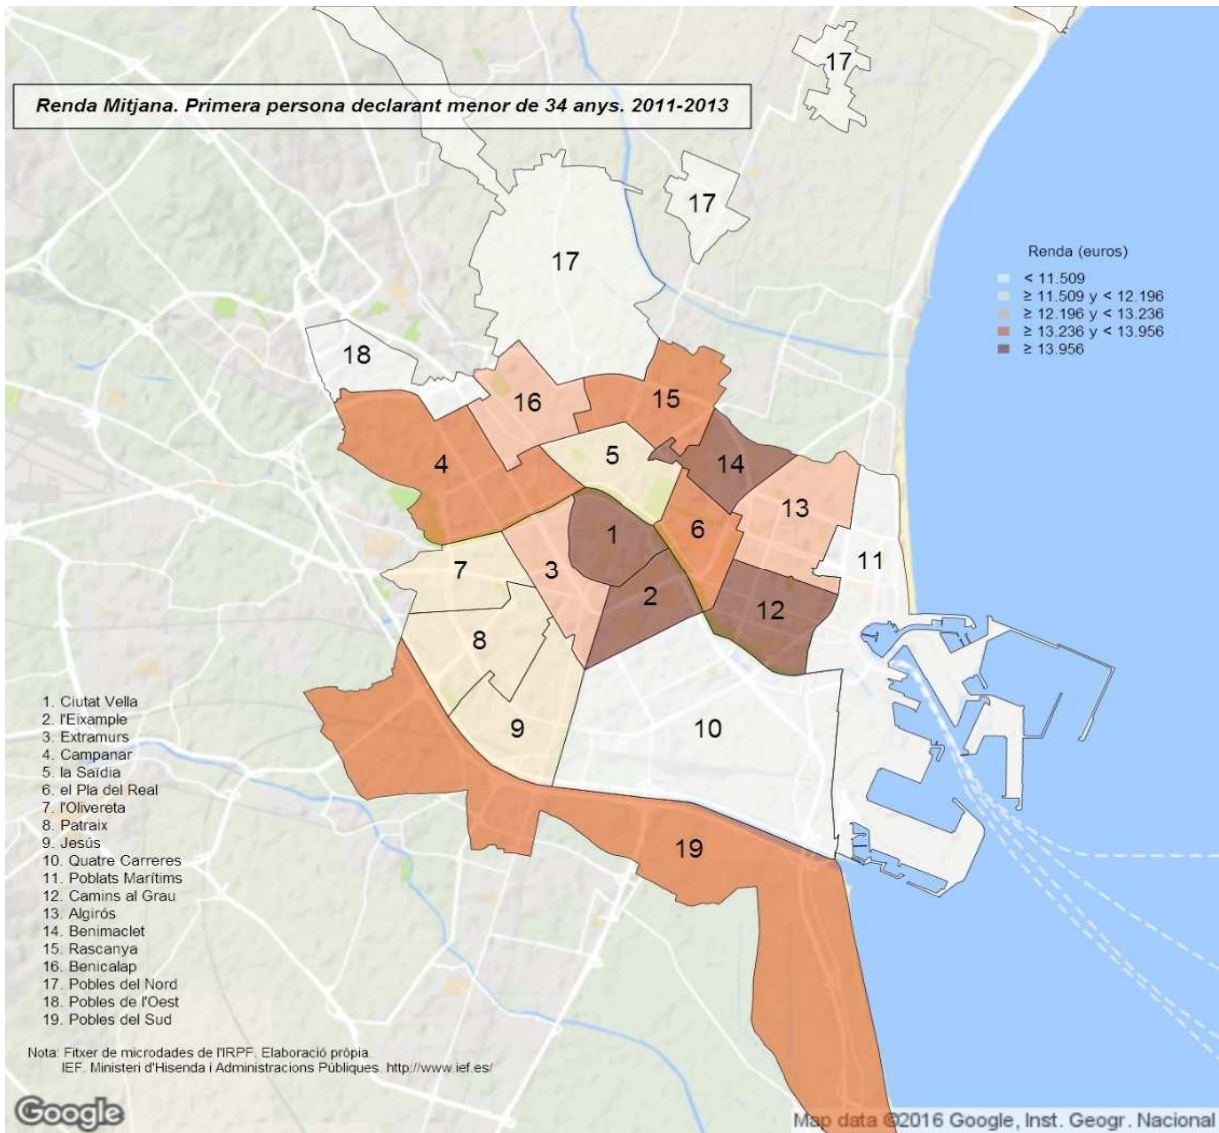 17
Renda Mitjana. Primera persona declarant menor de 34 anys. 2011-2013
17
17
Renda (euros)
< 11.509
≥ 11.509 y < 12.196
≥ 12.196 y < 13.236
≥ 13.236 y < 13.956
≥ 13.956
18
16
15
5
4
14
13
6
1
11
7
3
2
12
8
9
10
19
1. Ciutat Vella
2. l'Eixample
3. Extramurs
4. Campanar
5. la Saïdia
6. el Pla del Real
7. l'Olivereta
8. Patraix
9. Jesús
10. Quatre Carreres
11. Poblats Marítims
12. Camins al Grau
13. Algirós
14. Benimaclet
15. Rascanya
16. Benicalap
17. Pobles del Nord
18. Pobles de l'Oest
19. Pobles del Sud
Nota: Fitxer de microdades de l'IRPF. Elaboració pròpia.
IEF. Ministeri d'Hisenda i Administracions Públiques. http://www.ief.es/
Google
Map data ©2016 Google, Inst. Geogr. Nacional